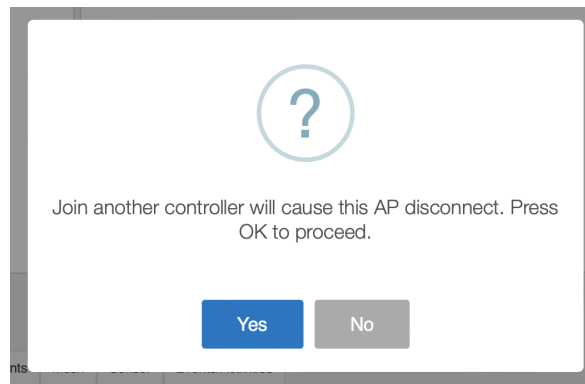 ?
Join another controller will cause this AP disconnect. Press
OK to proceed.
Yes
No